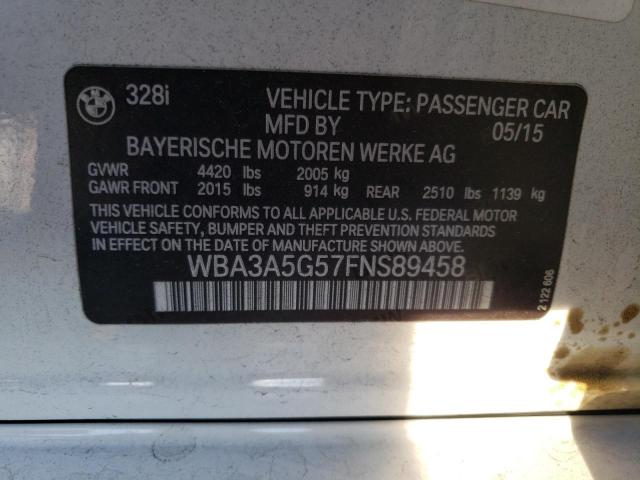 328i VEHICLE TYPE: PASSENGER CAR
MFD BY 05/15
BAYERISCHE MOTOREN WERKE AG
GVWR 4420 lbs 2005 kg
GAWR FRONT 2015 lbs 914 kg REAR 2510 lbs 1139 kg
THIS VEHICLE CONFORMS TO ALL APPLICABLE U.S. FEDERAL MOTOR
VEHICLE SAFETY, BUMPER AND THEFT PREVENTION STANDARDS
IN EFFECT ON THE DATE OF MANUFACTURE SHOWN ABOVE.
WBA3A5G57FNS89458
2 122 606